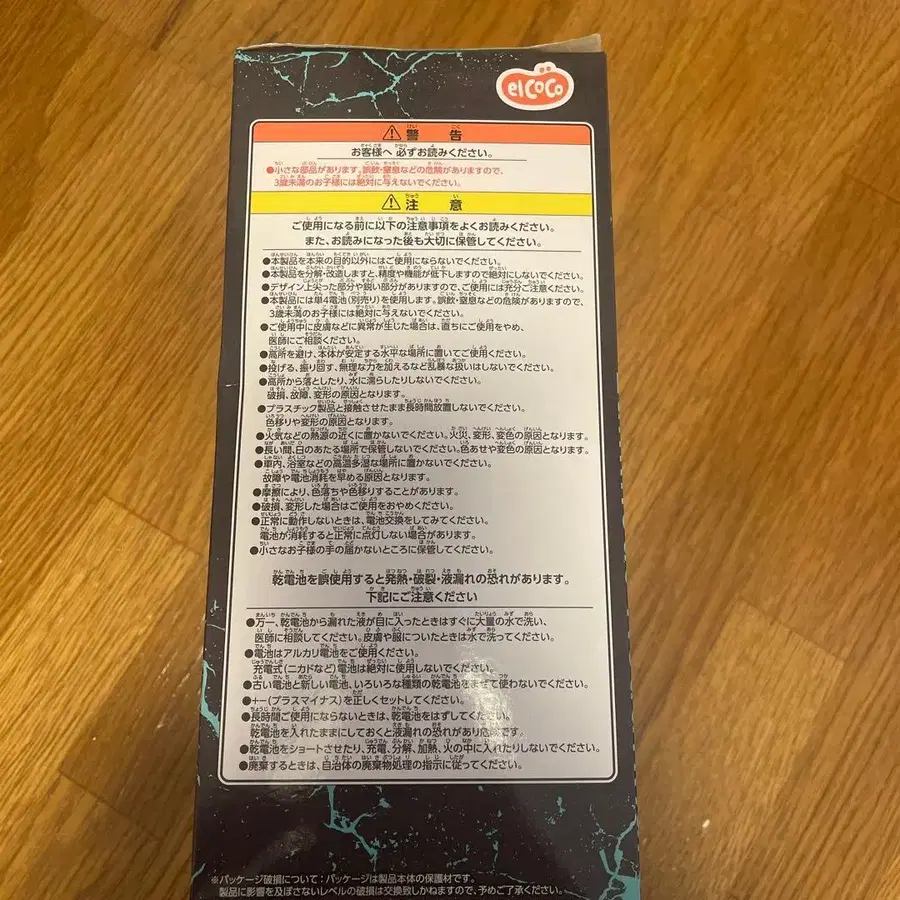 elCoCo
⚠警告
お客様へ 必ずお読みください。
●小さな部品があります。誤飲・窒息などの危険がありますので、
3歳未満のお子様には絶対に与えないでください。
⚠注意
ご使用になる前に以下の注意事項をよくお読みください。
また、お読みになった後も大切に保管してください。
●本製品を本来の目的以外にはご使用にならないでください。
●本製品を分解・改造しますと、精度や機能が低下しますので絶対にしないでください。
●デザイン上尖った部分や鋭い部分がありますので、ご使用には充分ご注意ください。
●本製品には単4電池(別売り)を使用します。誤飲・窒息などの危険がありますので、
3歳未満のお子様には絶対に与えないでください。
●ご使用中に皮膚などに異常が生じた場合は、直ちにご使用をやめ、
医師にご相談ください。
●高所を避け、本体が安定する水平な場所に置いてご使用ください。
●投げる、振り回す、無理な力を加えるなど乱暴な扱いはしないでください。
●高所から落としたり、水に濡らしたりしないでください。
破損、故障、変形の原因となります。
●プラスチック製品と接触させたまま長時間放置しないでください。
色移りや変形の原因となります。
●火気などの熱源の近くに置かないでください。火災、変形、変色の原因となります。
●長い間、日のあたる場所で保管しないでください。色あせや変色の原因となります。
●車内、浴室などの高温多湿な場所に置かないでください。
故障や電池消耗を早める原因となります。
●摩擦により、色落ちや色移りすることがあります。
●破損、変形した場合はご使用をおやめください。
●正常に動作しないときは、電池交換をしてみてください。
電池が消耗すると正常に点灯しない場合があります。
●小さなお子様の手の届かないところに保管してください。
乾電池を誤使用すると発熱・破裂・液漏れの恐れがあります。
下記にご注意ください
●万一、乾電池から漏れた液が目に入ったときはすぐに大量の水で洗い、
医師に相談してください。皮膚や服についたときは水で洗ってください。
●電池はアルカリ電池をご使用ください。
充電式(ニカドなど)電池は絶対に使用しないでください。
●古い電池と新しい電池、いろいろな種類の乾電池をまぜて使わないでください。
●+−(プラスマイナス)を正しくセットしてください。
●長時間ご使用にならないときは、乾電池をはずしてください。
乾電池を入れたままにしておくと液漏れの恐れがあり危険です。
●乾電池をショートさせたり、充電、分解、加熱、火の中に入れたりしないでください。
●廃棄するときは、自治体の廃棄物処理の指示に従ってください。
※パッケージ破損について：パッケージは製品本体の保護材です。
製品に影響を及ぼさないレベルの破損は交換致しかねますので、予めご了承ください。